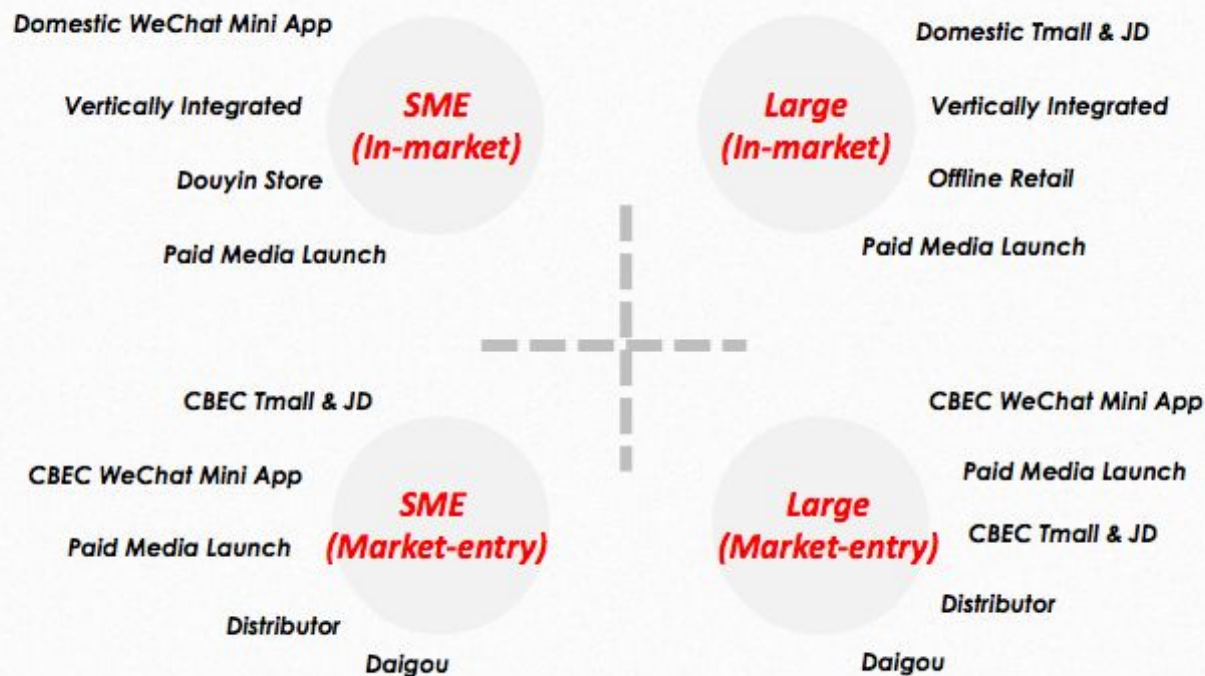 Domestic WeChat Mini App
Vertically Integrated
Douyin Store
Paid Media Launch
SME
(In-market)
Large
(In-market)
Domestic Tmall & JD
Vertically Integrated
Offline Retail
Paid Media Launch
CBEC Tmall & JD
CBEC WeChat Mini App
Paid Media Launch
Distributor
Daigou
SME
(Market-entry)
Large
(Market-entry)
CBEC WeChat Mini App
Paid Media Launch
CBEC Tmall & JD
Distributor
Daigou